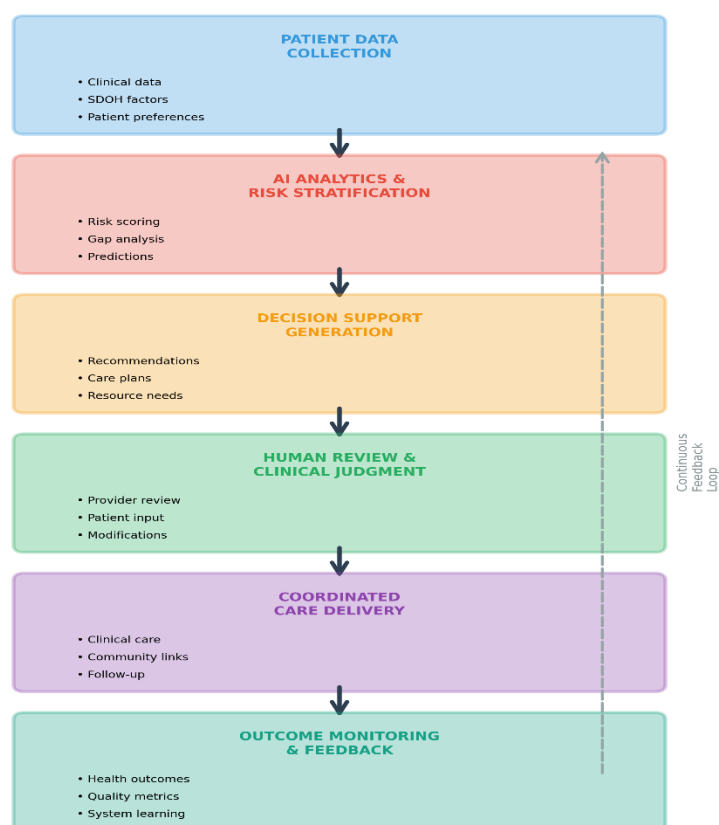 PATIENT DATA
COLLECTION
• Clinical data
• SDOH factors
• Patient preferences
AI ANALYTICS &
RISK STRATIFICATION
• Risk scoring
• Gap analysis
• Predictions
DECISION SUPPORT
GENERATION
• Recommendations
• Care plans
• Resource needs
HUMAN REVIEW &
CLINICAL JUDGMENT
• Provider review
• Patient input
• Modifications
COORDINATED
CARE DELIVERY
• Clinical care
• Community links
• Follow-up
OUTCOME MONITORING
& FEEDBACK
• Health outcomes
• Quality metrics
• System learning
Continuous
Feedback
Loop